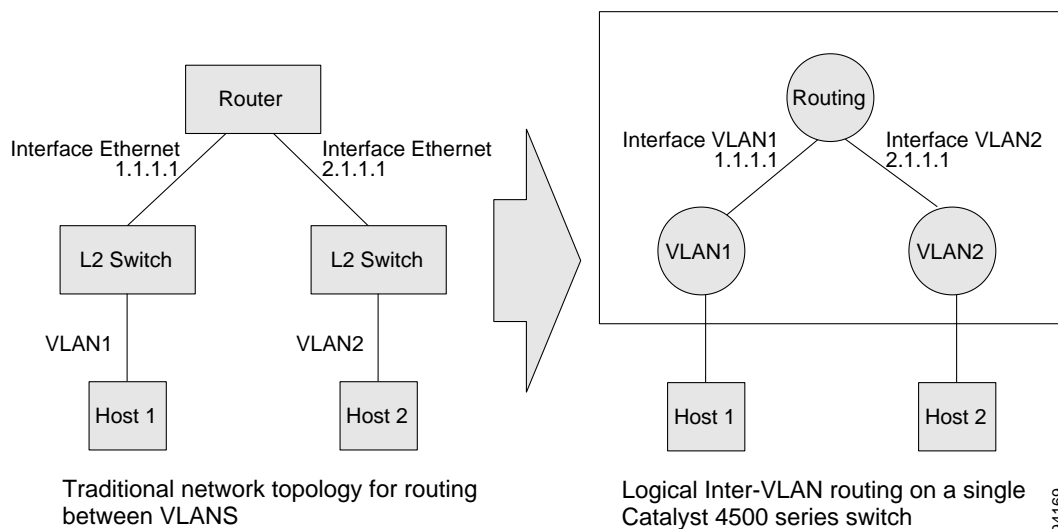 Router
Interface Ethernet
1.1.1.1
Interface Ethernet
2.1.1.1
L2 Switch
L2 Switch
VLAN1
VLAN2
Host 1
Host 2
Traditional network topology for routing
between VLANS
Routing
Interface VLAN1
1.1.1.1
Interface VLAN2
2.1.1.1
VLAN1
VLAN2
Host 1
Host 2
Logical Inter-VLAN routing on a single
Catalyst 4500 series switch